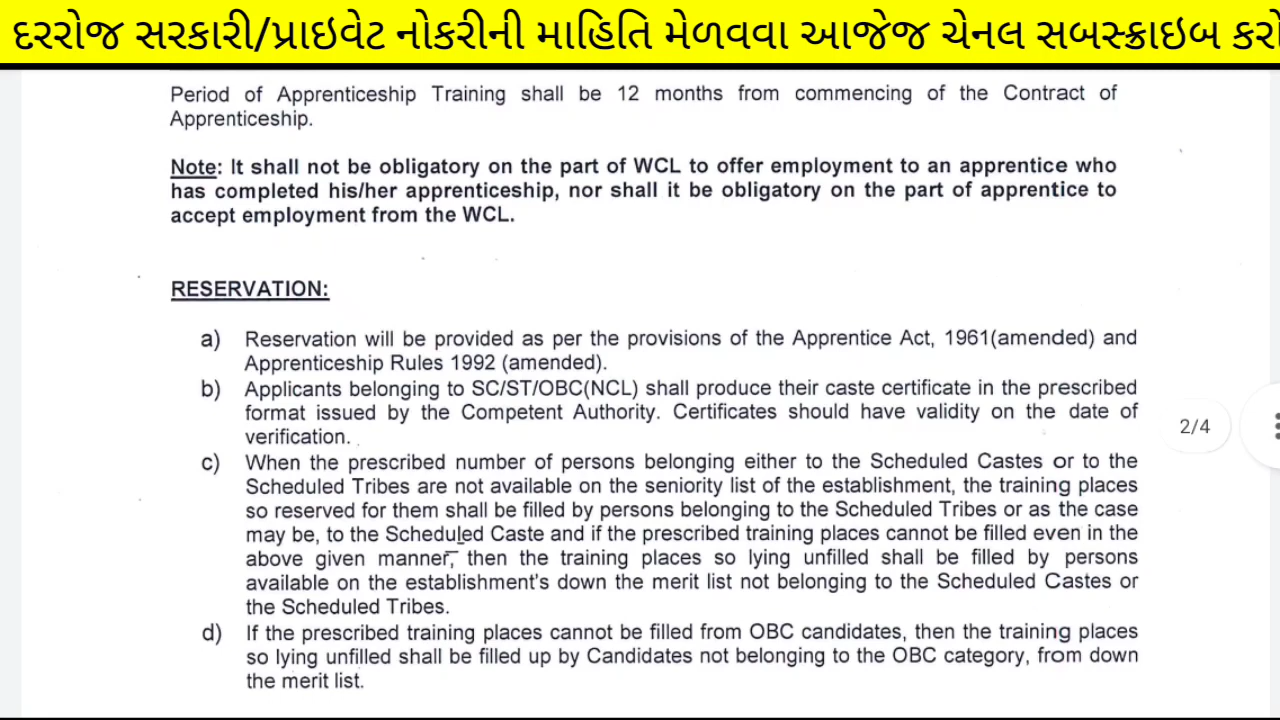 દરરોજ સરકારી/પ્રાઇવેટ નોકરીની માહિતિ મેળવવા આજેજ ચેનલ સબસ્ક્રાઇબ કરો
Period of Apprenticeship Training shall be 12 months from commencing of the Contract of
Apprenticeship.
Note: It shall not be obligatory on the part of WCL to offer employment to an apprentice who
has completed his/her apprenticeship, nor shall it be obligatory on the part of apprentice to
accept employment from the WCL.
RESERVATION:
a) Reservation will be provided as per the provisions of the Apprentice Act, 1961(amended) and
Apprenticeship Rules 1992 (amended).
b) Applicants belonging to SC/ST/OBC(NCL) shall produce their caste certificate in the prescribed
format issued by the Competent Authority. Certificates should have validity on the date of
verification.
c) When the prescribed number of persons belonging either to the Scheduled Castes or to the
Scheduled Tribes are not available on the seniority list of the establishment, the training places
so reserved for them shall be filled by persons belonging to the Scheduled Tribes or as the case
may be, to the Scheduled Caste and if the prescribed training places cannot be filled even in the
above given manner, then the training places so lying unfilled shall be filled by persons
available on the establishment's down the merit list not belonging to the Scheduled Castes or
the Scheduled Tribes.
d) If the prescribed training places cannot be filled from OBC candidates, then the training places
so lying unfilled shall be filled up by Candidates not belonging to the OBC category, from down
the merit list.
2/4